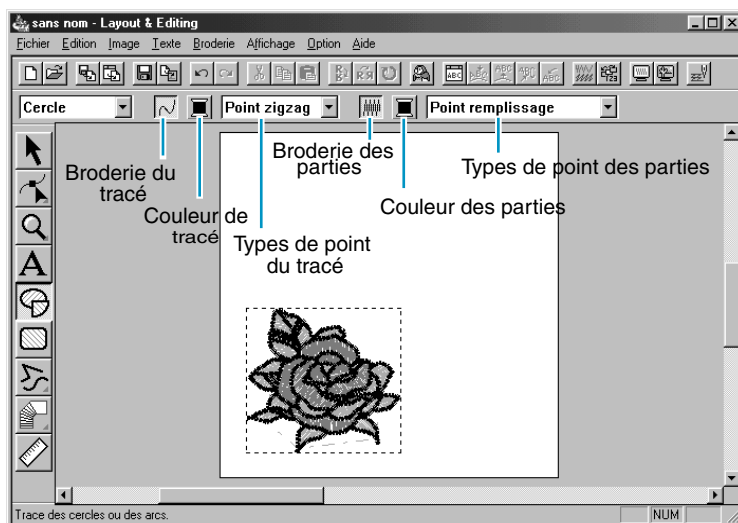 sans nom - Layout & Editing
Fichier Edition Image Texte Broderie Affichage Option Aide
Cercle Point zigzag Point remplissage
Broderie du
tracé
Couleur de
tracé
Types de point
du tracé
Broderie des
parties
Couleur des parties
Types de point des parties
A
Trace des cercles ou des arcs. NUM